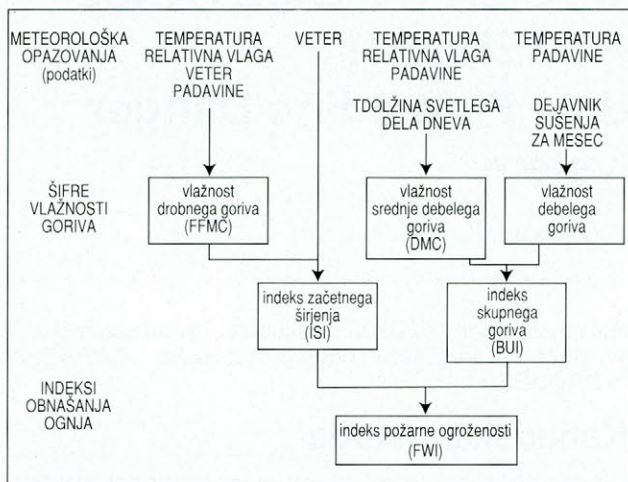 METEOROLOŠKA
OPAZOVANJA
(podatki)
TEMPERATURA
RELATIVNA VLAGA
VETER
PADAVINE
VETER
TEMPERATURA
RELATIVNA VLAGA
PADAVINE
TDOLŽINA SVETLEGA
DELA DNEVA
TEMPERATURA
PADAVINE
DEJAVNIK
SUŠENJA
ZA MESEC
ŠIFRE
VLAŽNOSTI
GORIVA
vlažnost
drobnega goriva
(FFMC)
vlažnost
srednje debelega
goriva
(DMC)
vlažnost
debelega
goriva
indeks začetnega
širjenja
(ISI)
indeks
skupnega
goriva
(BUI)
INDEKSI
OBNAŠANJA
OGNJA
indeks požarne ogroženosti
(FWI)